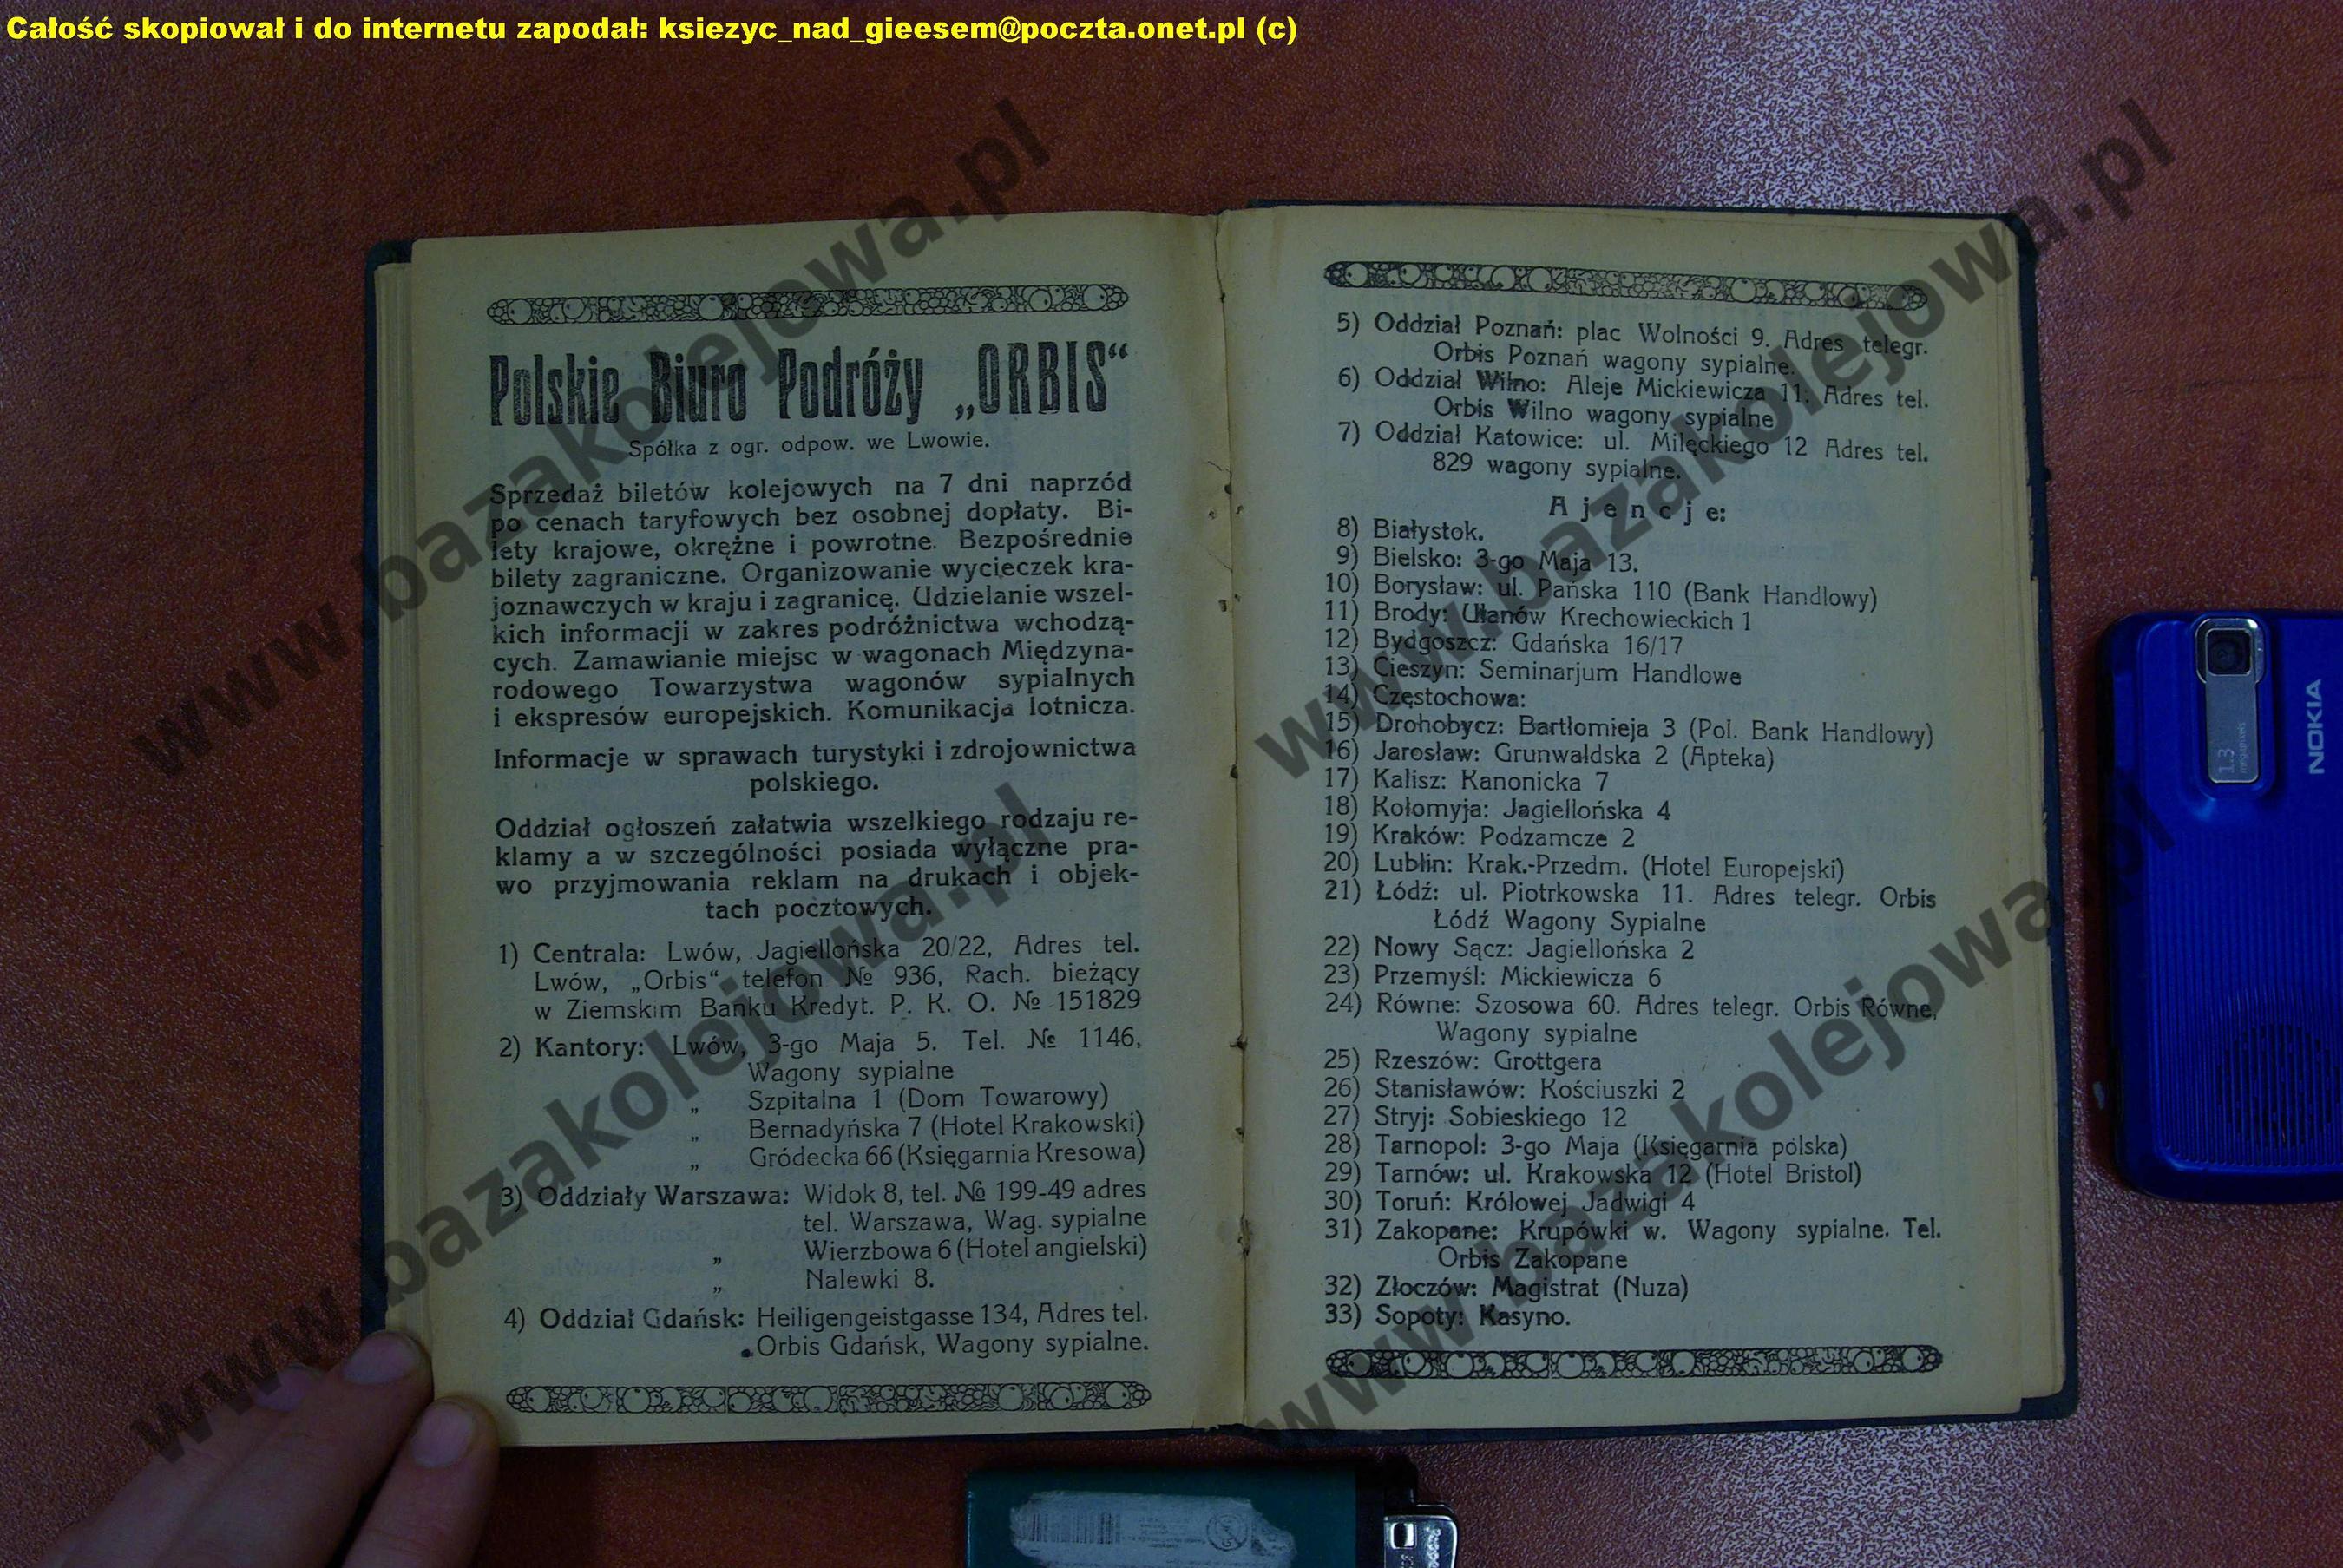 Całość skopiował i do internetu zapodał: ksiezyc_nad_gieesem@poczta.onet.pl (c)
Polskie Biuro Podróży „ORBIS“
Spółka z ogr. odpow. we Lwowie.
Sprzedaż biletów kolejowych na 7 dni naprzód
po cenach taryfowych bez osobnej dopłaty. Bi-
lety krajowe, okrężne i powrotne. Bezpośrednie
bilety zagraniczne. Organizowanie wycieczek kra-
joznawczych w kraju i zagranicę. Udzielanie wszel-
kich informacji w zakres podróżnictwa wchodzą-
cych. Zamawianie miejsc w wagonach Międzyna-
rodowego Towarzystwa wagonów sypialnych
i ekspresów europejskich. Komunikacja lotnicza.
Informacje w sprawach turystyki i zdrojownictwa
polskiego.
Oddział ogłoszeń załatwia wszelkiego rodzaju re-
klamy a w szczególności posiada wyłączne pra-
wo przyjmowania reklam na drukach i objek-
tach pocztowych.
1) Centrala: Lwów, Jagiellońska 20/22, Adres tel.
Lwów, „Orbis“ telefon № 936, Rach. bieżący
w Ziemskim Banku Kredyt. P. K. O. № 151829
2) Kantory: Lwów, 3-go Maja 5. Tel. № 1146,
Wagony sypialne
„ Szpitalna 1 (Dom Towarowy)
„ Bernadyńska 7 (Hotel Krakowski)
„ Gródecka 66 (Księgarnia Kresowa)
3) Oddziały Warszawa: Widok 8, tel. № 199-49 adres
tel. Warszawa, Wag. sypialne
„ Wierzbowa 6 (Hotel angielski)
„ Nalewki 8.
4) Oddział Gdańsk: Heiligengeistgasse 134, Adres tel.
Orbis Gdańsk, Wagony sypialne.
5) Oddział Poznań: plac Wolności 9. Adres telegr.
Orbis Poznań wagony sypialne.
6) Oddział Wilno: Aleje Mickiewicza 11. Adres tel.
Orbis Wilno wagony sypialne
7) Oddział Katowice: ul. Milęckiego 12 Adres tel.
829 wagony sypialne.
Ajencje:
8) Białystok.
9) Bielsko: 3-go Maja 13.
10) Borysław: ul. Pańska 110 (Bank Handlowy)
11) Brody: Ułanów Krechowieckich 1
12) Bydgoszcz: Gdańska 16/17
13) Cieszyn: Seminarjum Handlowe
14) Częstochowa:
15) Drohobycz: Bartłomieja 3 (Pol. Bank Handlowy)
16) Jarosław: Grunwaldska 2 (Apteka)
17) Kalisz: Kanonicka 7
18) Kołomyja: Jagiellońska 4
19) Kraków: Podzamcze 2
20) Lublin: Krak.-Przedm. (Hotel Europejski)
21) Łódź: ul. Piotrkowska 11. Adres telegr. Orbis
Łódź Wagony Sypialne
22) Nowy Sącz: Jagiellońska 2
23) Przemyśl: Mickiewicza 6
24) Równe: Szosowa 60. Adres telegr. Orbis Równe,
Wagony sypialne
25) Rzeszów: Grottgera
26) Stanisławów: Kościuszki 2
27) Stryj: Sobieskiego 12
28) Tarnopol: 3-go Maja (Księgarnia polska)
29) Tarnów: ul. Krakowska 12 (Hotel Bristol)
30) Toruń: Królowej Jadwigi 4
31) Zakopane: Krupówki w. Wagony sypialne. Tel.
Orbis Zakopane
32) Złoczów: Magistrat (Nuza)
33) Sopoty: Kasyno.
NOKIA
1.3
www.bazakolejowa.pl
www.bazakolejowa.pl
www.bazakolejowa.pl
www.bazakolejowa.pl